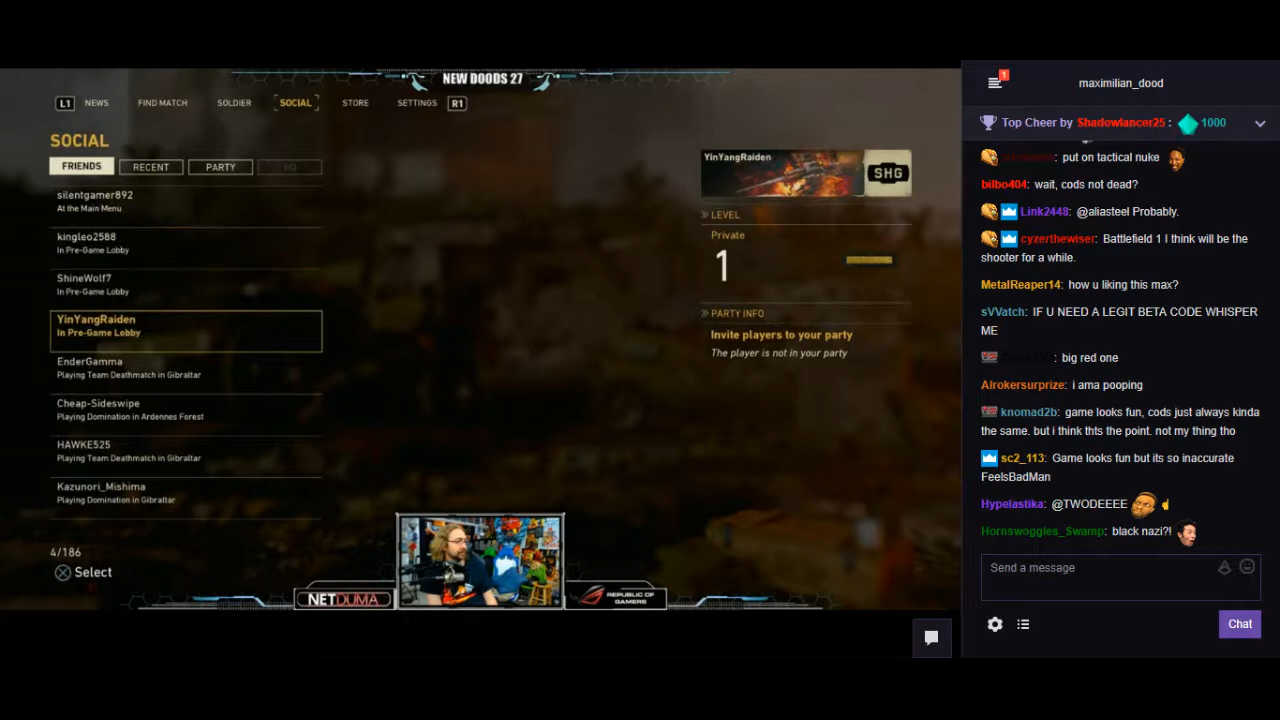 NEW DOODS 27
L1 NEWS FIND MATCH SOLDIER SOCIAL STORE SETTINGS R1
SOCIAL
FRIENDS RECENT PARTY HQ
silentgamer892
At the Main Menu
kingleo2588
In Pre-Game Lobby
ShineWolf7
In Pre-Game Lobby
YinYangRaiden
In Pre-Game Lobby
EnderGamma
Playing Team Deathmatch in Gibraltar
Cheap-Sideswipe
Playing Domination in Ardennes Forest
HAWKE525
Playing Team Deathmatch in Gibraltar
Kazunori_Mishima
Playing Domination in Gibraltar
4/186
Select
YinYangRaiden
SHG
LEVEL
Private
1
PARTY INFO
Invite players to your party
The player is not in your party
NETDUMA
REPUBLIC OF
GAMERS
1
maximilian_dood
Top Cheer by Shadowlancer25: 1000
: put on tactical nuke
bilbo404: wait, cods not dead?
Link2448: @aliasteel Probably.
cyzerthewiser: Battlefield 1 I think will be the
shooter for a while.
MetalReaper14: how u liking this max?
sVVatch: IF U NEED A LEGIT BETA CODE WHISPER
ME
: big red one
Alrokersurprize: i ama pooping
knomad2b: game looks fun, cods just always kinda
the same. but i think thts the point. not my thing tho
sc2_113: Game looks fun but its so inaccurate
FeelsBadMan
Hypelastika: @TWODEEEE
Hornswoggles_Swamp: black nazi?!
Send a message
Chat